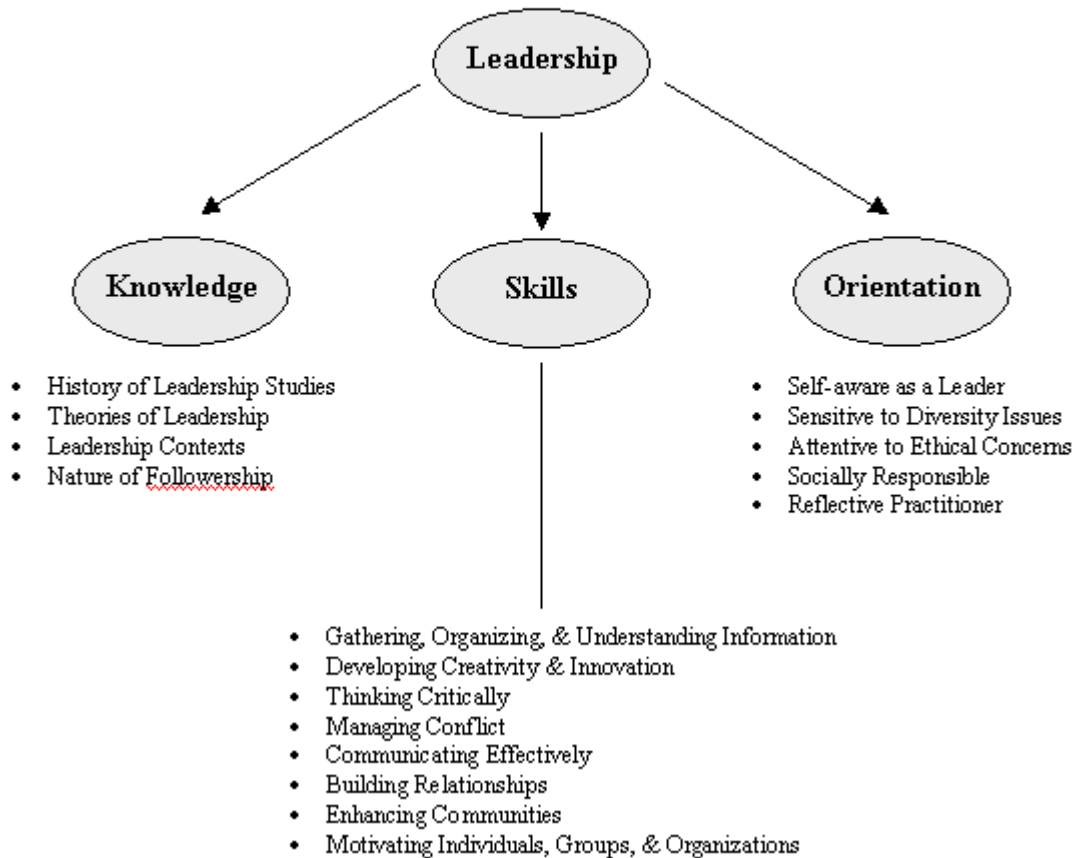 Leadership
Knowledge
Skills
Orientation
• History of Leadership Studies
• Theories of Leadership
• Leadership Contexts
• Nature of Followership
• Self-aware as a Leader
• Sensitive to Diversity Issues
• Attentive to Ethical Concerns
• Socially Responsible
• Reflective Practitioner
• Gathering, Organizing, & Understanding Information
• Developing Creativity & Innovation
• Thinking Critically
• Managing Conflict
• Communicating Effectively
• Building Relationships
• Enhancing Communities
• Motivating Individuals, Groups, & Organizations